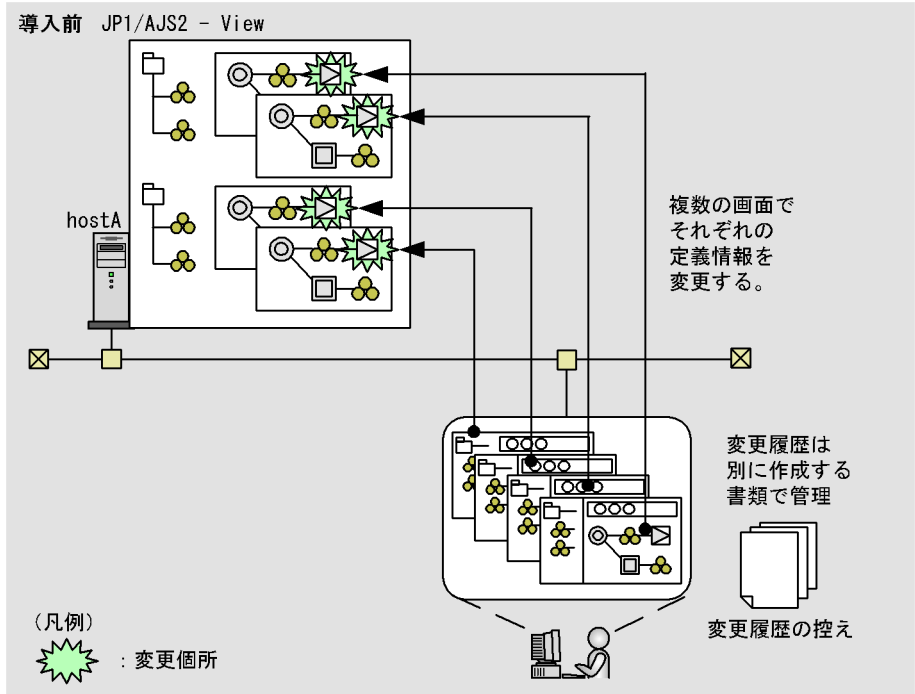 導入前 JP1/AJS2 - View
hostA
複数の画面で
それぞれの
定義情報を
変更する。
変更履歴は
別に作成する
書類で管理
変更履歴の控え
(凡例)
:変更個所